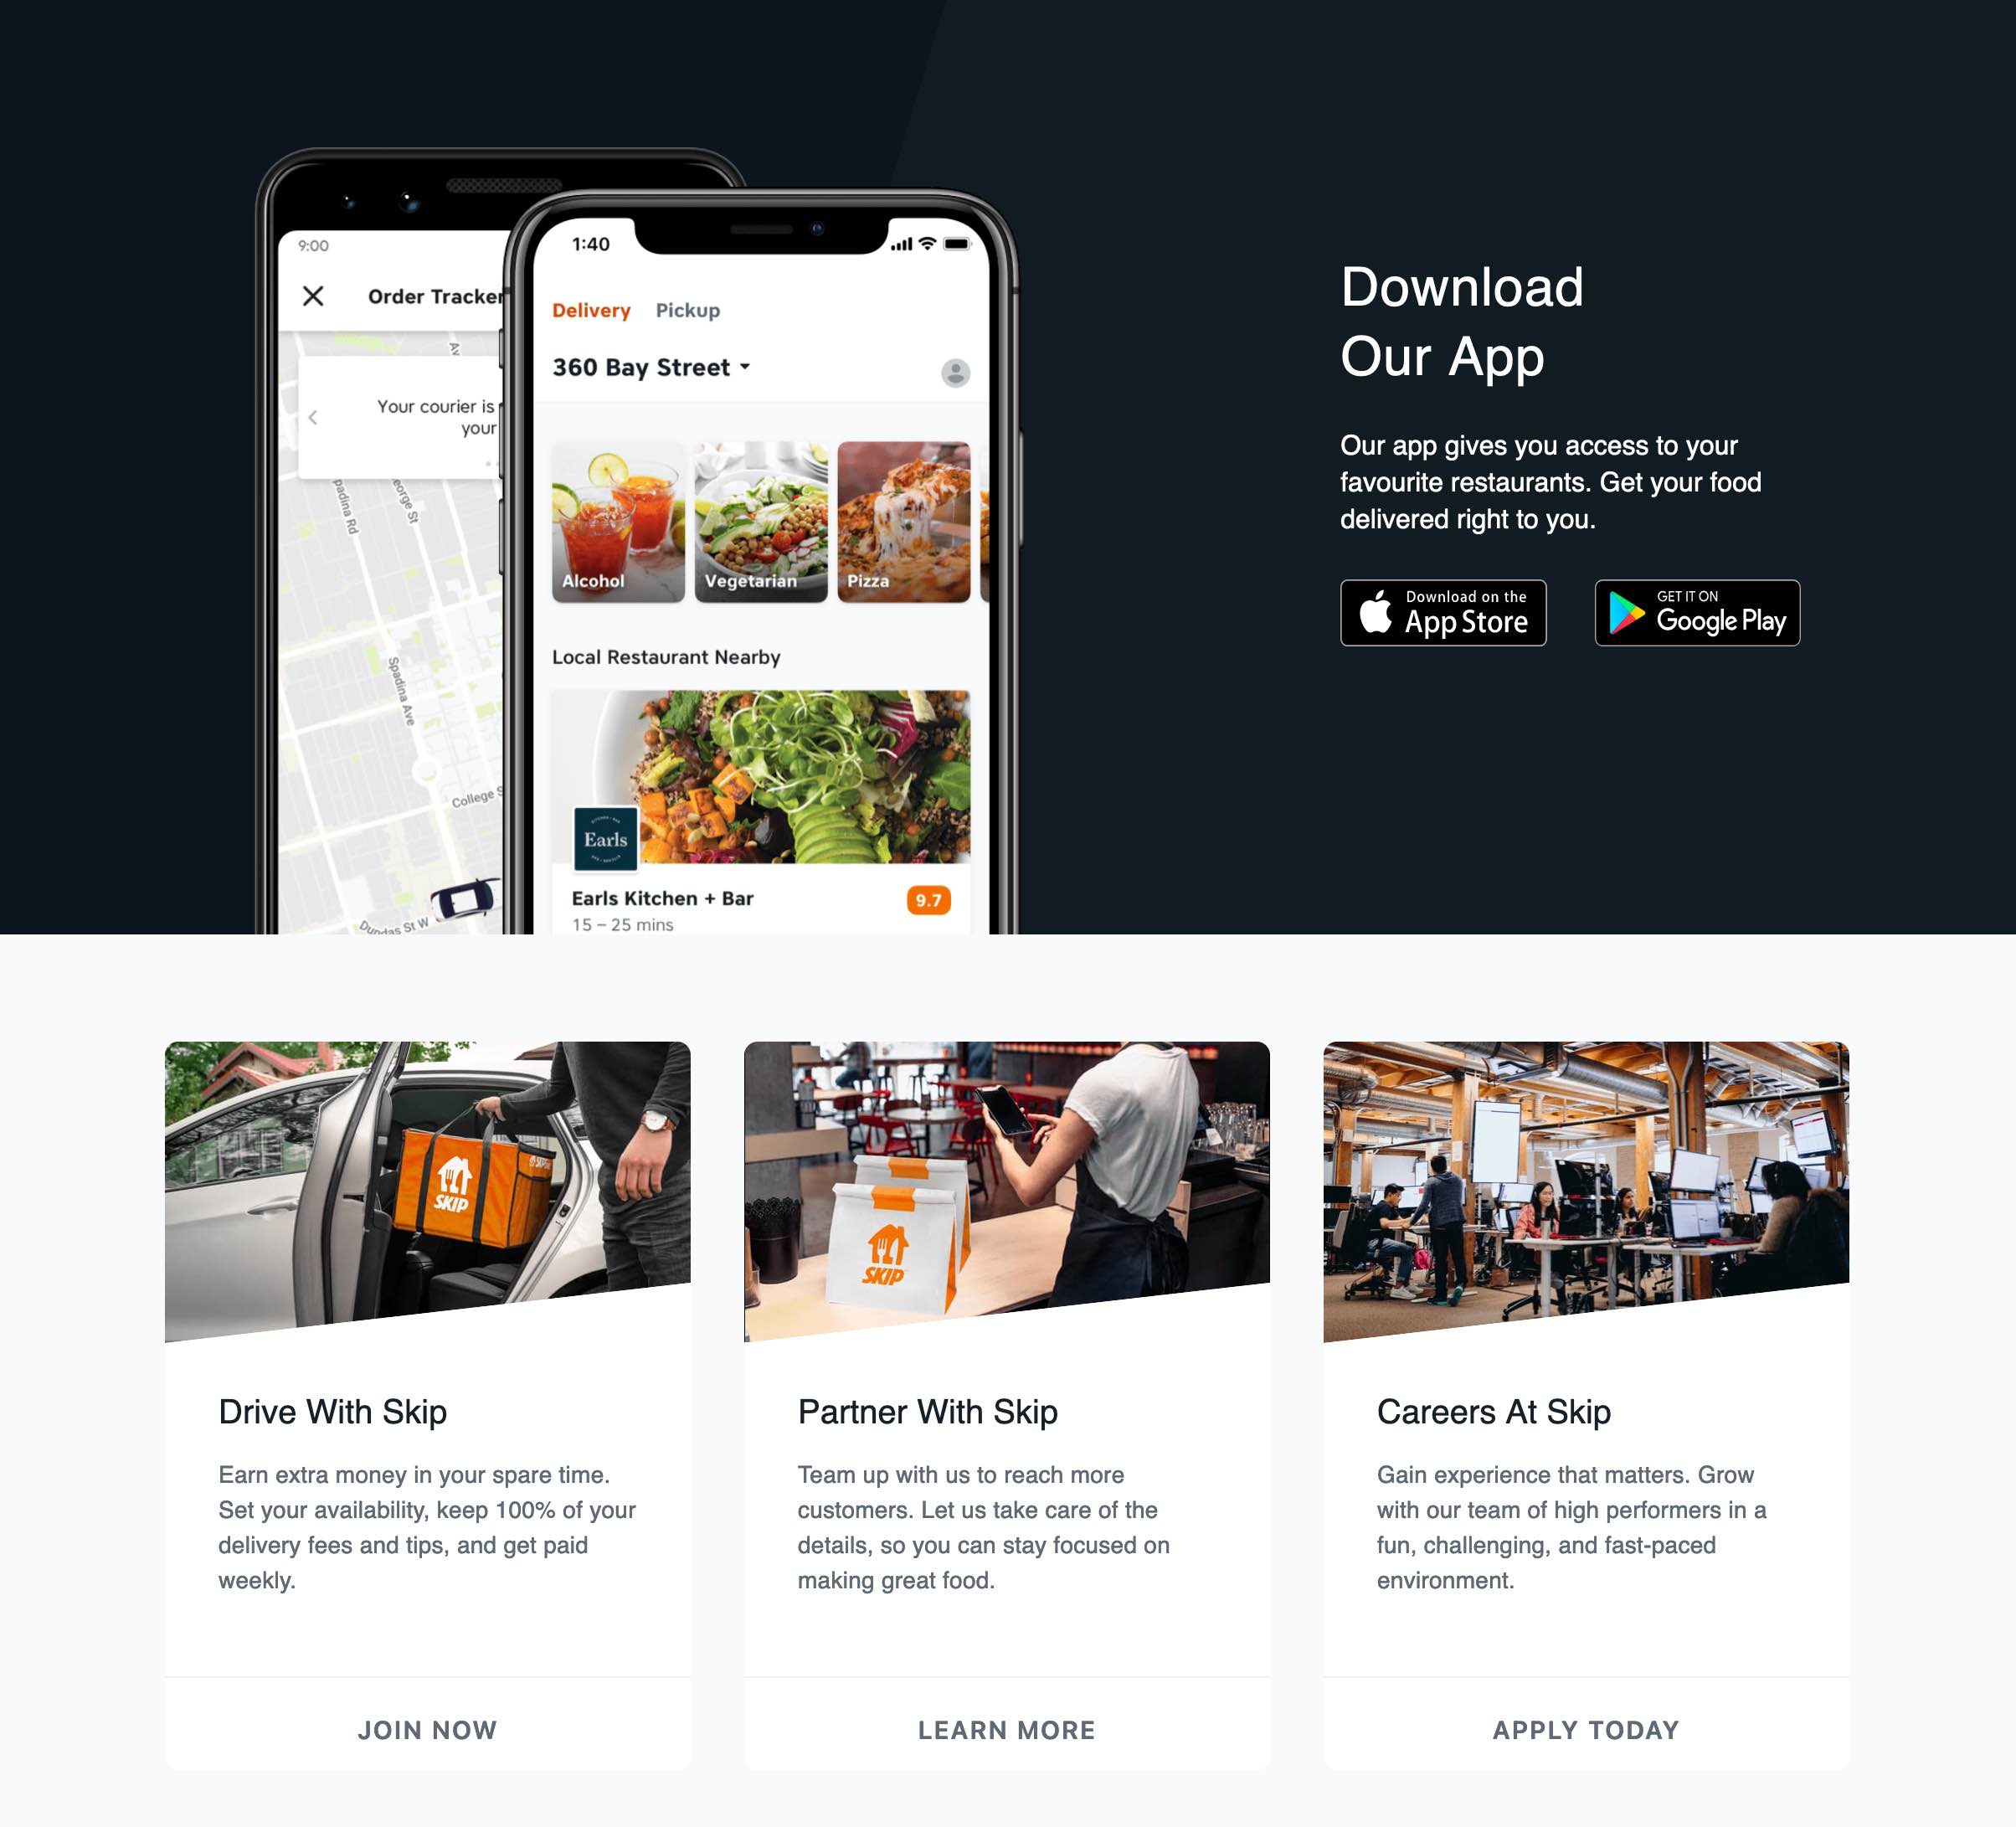 9:00
Order Tracker
Your courier is
your
Av
padina Rd
eorge St
Spadina Ave
College S
Dundas St W
1:40
Delivery Pickup
360 Bay Street
Alcohol Vegetarian Pizza
Local Restaurant Nearby
Earls
Earls Kitchen + Bar
9.7
15 – 25 mins
Download
Our App
Our app gives you access to your
favourite restaurants. Get your food
delivered right to you.
Download on the
App Store
GET IT ON
Google Play
SKIP
SKIP
Drive With Skip
Earn extra money in your spare time.
Set your availability, keep 100% of your
delivery fees and tips, and get paid
weekly.
JOIN NOW
Partner With Skip
Team up with us to reach more
customers. Let us take care of the
details, so you can stay focused on
making great food.
LEARN MORE
Careers At Skip
Gain experience that matters. Grow
with our team of high performers in a
fun, challenging, and fast-paced
environment.
APPLY TODAY